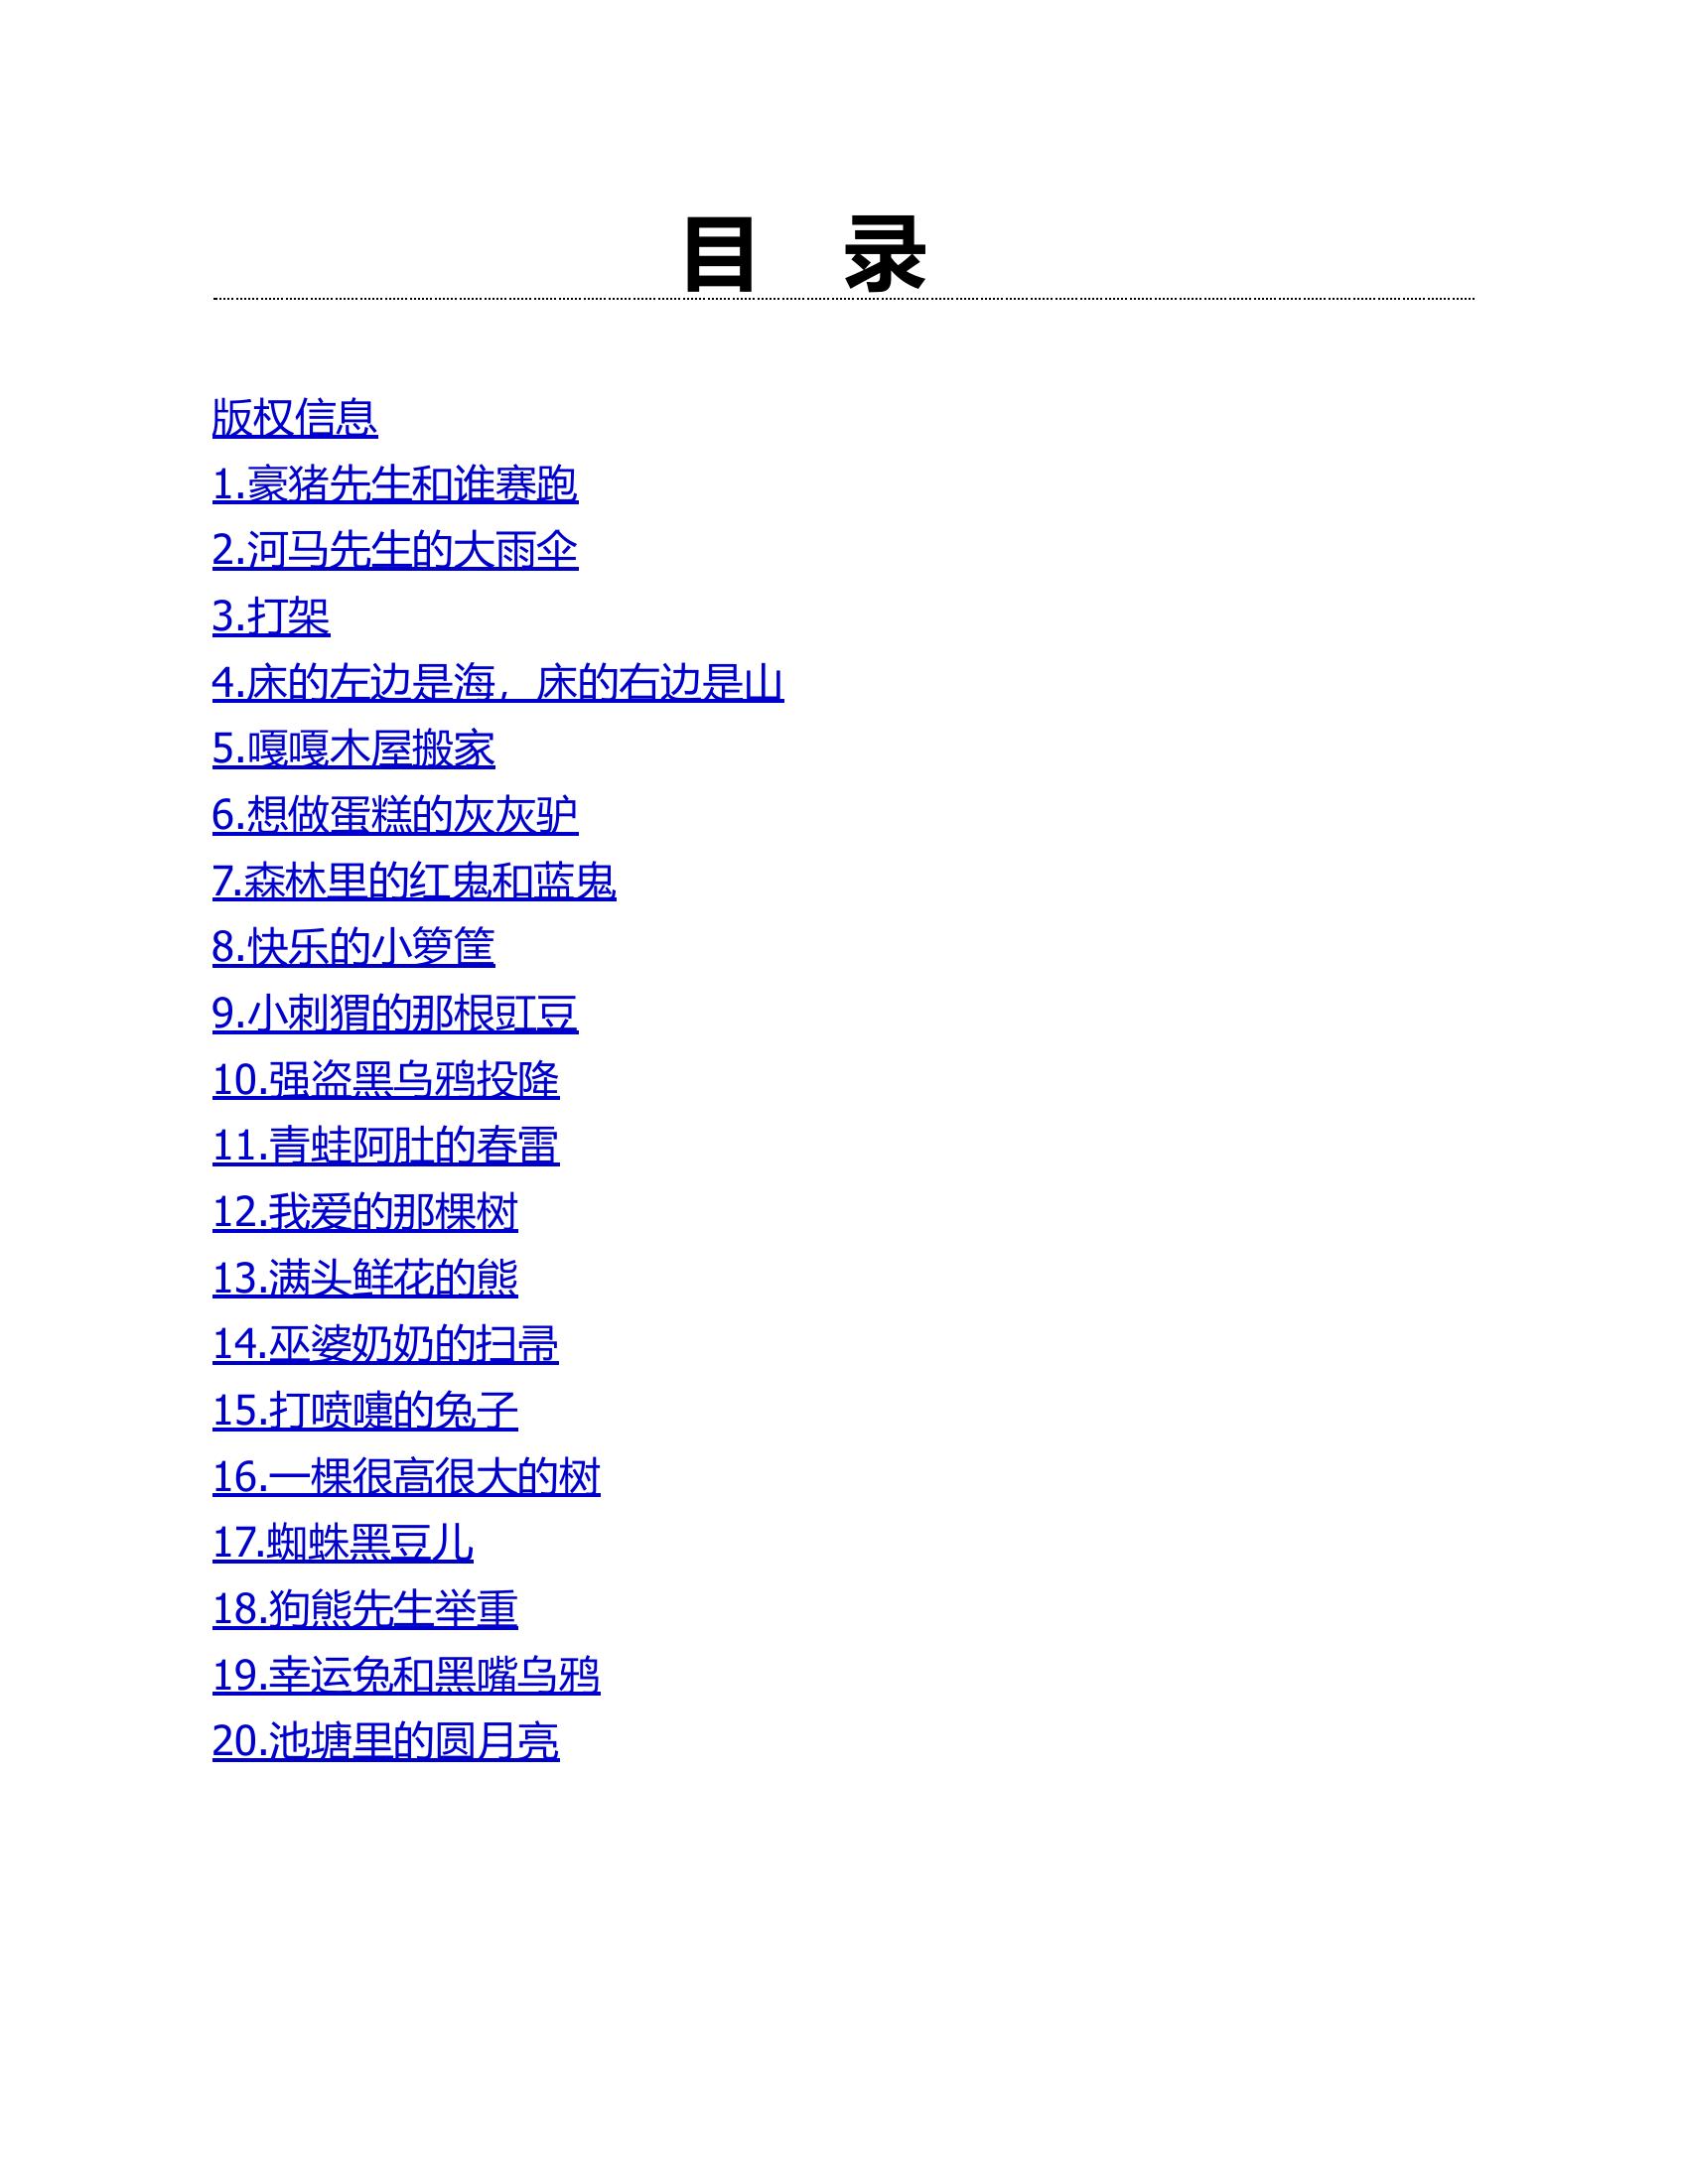 目 录
版权信息
1.豪猪先生和谁赛跑
2.河马先生的大雨伞
3.打架
4.床的左边是海，床的右边是山
5.嘎嘎木屋搬家
6.想做蛋糕的灰灰驴
7.森林里的红鬼和蓝鬼
8.快乐的小箩筐
9.小刺猬的那根豇豆
10.强盗黑乌鸦投降
11.青蛙阿肚的春雷
12.我爱的那棵树
13.满头鲜花的熊
14.巫婆奶奶的扫帚
15.打喷嚏的兔子
16.一棵很高很大的树
17.蜘蛛黑豆儿
18.狗熊先生举重
19.幸运兔和黑嘴乌鸦
20.池塘里的圆月亮